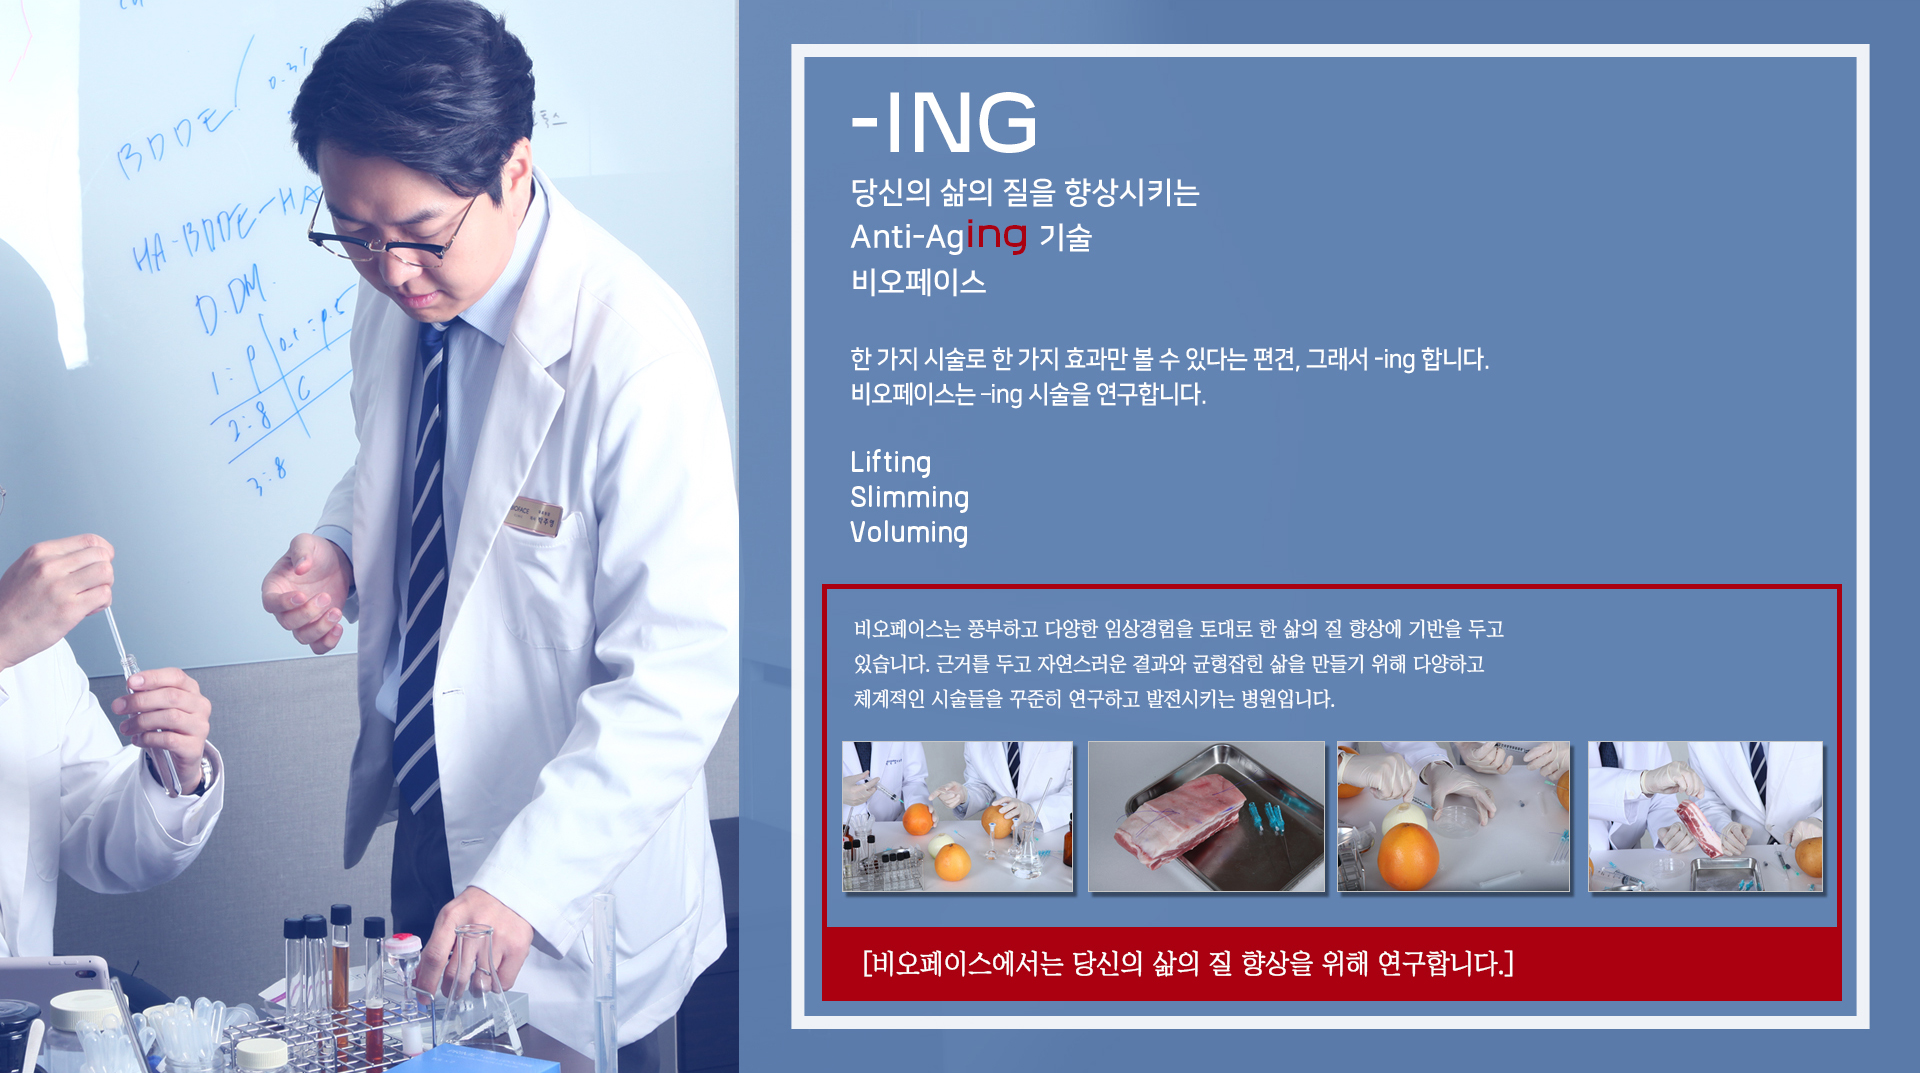 BDDE
0.3%
HA-BDDE-HA
D.DM.
1: P
2:8 C
3:8
-ING
당신의 삶의 질을 향상시키는
Anti-Aging 기술
비오페이스
한 가지 시술로 한 가지 효과만 볼 수 있다는 편견, 그래서 -ing 합니다.
비오페이스는 -ing 시술을 연구합니다.
Lifting
Slimming
Voluming
비오페이스는 풍부하고 다양한 임상경험을 토대로 한 삶의 질 향상에 기반을 두고
있습니다. 근거를 두고 자연스러운 결과와 균형잡힌 삶을 만들기 위해 다양하고
체계적인 시술들을 꾸준히 연구하고 발전시키는 병원입니다.
[비오페이스에서는 당신의 삶의 질 향상을 위해 연구합니다.]